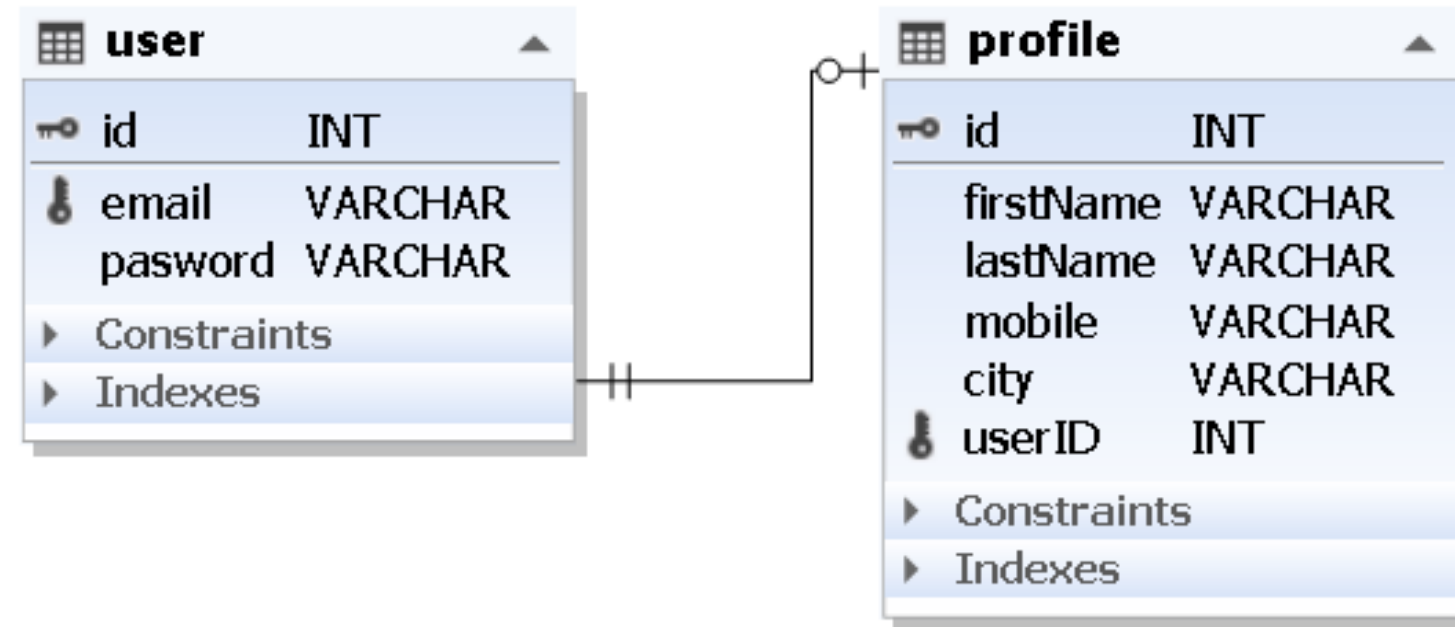 user
id INT
email VARCHAR
pasword VARCHAR
Constraints
Indexes
profile
id INT
firstName VARCHAR
lastName VARCHAR
mobile VARCHAR
city VARCHAR
userID INT
Constraints
Indexes